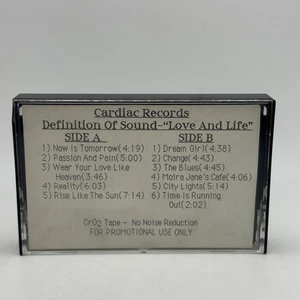 Cardiac Records
Definition Of Sound-"Love And Life"
SIDE A
1) Now Is Tomorrow(4:19)
2) Passion And Pain(5:00)
3) Wear Your Love Like
Heaven(3:46)
4) Reality(6:03)
5) Rise Like The Sun(7:14)
SIDE B
1) Dream Girl(4:38)
2) Change(4:43)
3) The Blues(4:45)
4) Moira Jane's Cafe(4:06)
5) City Lights(5:14)
6) Time Is Running
Out(2:02)
CrO2 Tape - No Noise Reduction
FOR PROMOTIONAL USE ONLY